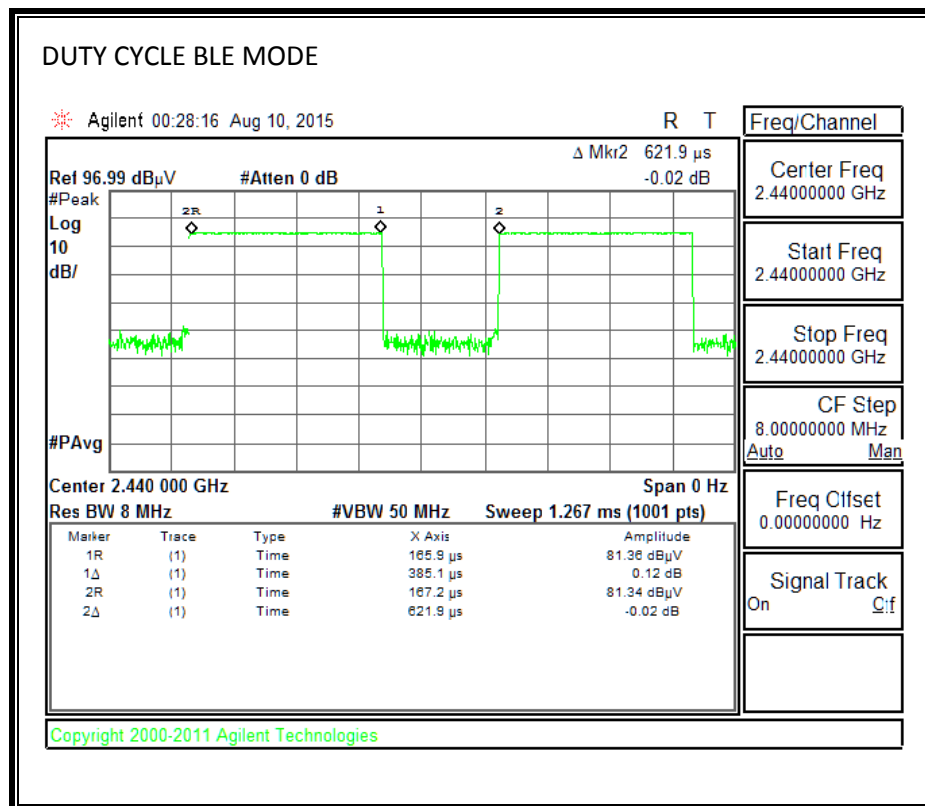 DUTY CYCLE BLE MODE
Agilent 00:28:16 Aug 10, 2015 R T
Δ Mkr2 621.9 µs
Ref 96.99 dBµV #Atten 0 dB -0.02 dB
#Peak
Log
10
dB/
2R 1 2
#PAvg
Center 2.440 000 GHz Span 0 Hz
Res BW 8 MHz #VBW 50 MHz Sweep 1.267 ms (1001 pts)
Marker Trace Type X Axis Amplitude
1R (1) Time 165.9 µs 81.36 dBµV
1Δ (1) Time 385.1 µs 0.12 dB
2R (1) Time 167.2 µs 81.34 dBµV
2Δ (1) Time 621.9 µs -0.02 dB
Freq/Channel
Center Freq
2.44000000 GHz
Start Freq
2.44000000 GHz
Stop Freq
2.44000000 GHz
CF Step
8.00000000 MHz
Auto Man
Freq Offset
0.00000000 Hz
Signal Track
On Off
Copyright 2000-2011 Agilent Technologies